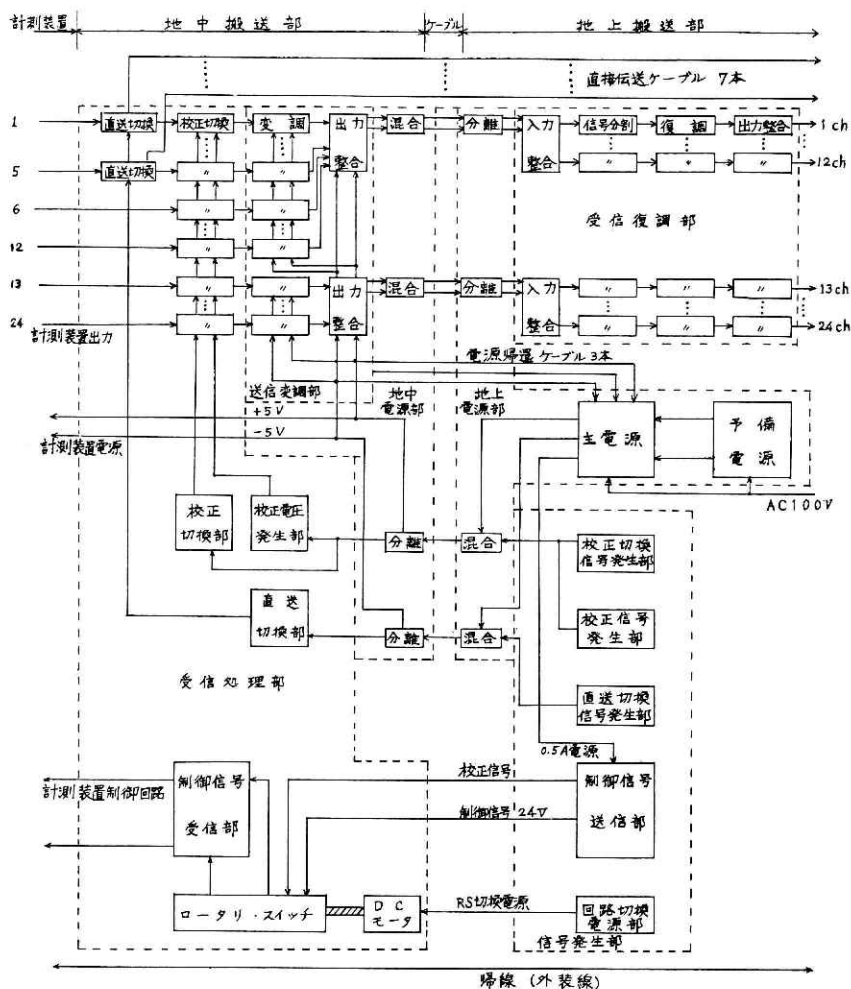 計測装置
地中搬送部
ケーブル
地上搬送部
直接伝送ケーブル 7本
1
直送切換
校正切換
変調
出力
整合
混合
分離
入力
整合
信号分割
復調
出力整合
1ch
5
直送切換
〃
〃
〃
〃
〃
12ch
6
〃
〃
受信復調部
12
〃
〃
13
〃
〃
出力
整合
混合
分離
入力
整合
〃
〃
〃
13ch
24
〃
〃
〃
〃
〃
24ch
計測装置出力
電源帰還ケーブル3本
送信変調部
地中
電源部
地上
電源部
+5V
-5V
計測装置電源
主電源
予備
電源
AC100V
校正
切換部
校正電圧
発生部
分離
混合
校正切換
信号発生部
直送
切換部
分離
混合
校正信号
発生部
受信処理部
直送切換
信号発生部
0.5A電源
校正信号
計測装置制御回路
制御信号
受信部
制御信号 24V
制御信号
送信部
ロータリ・スイッチ
DC
モータ
RS切換電源
回路切換
電源部
信号発生部
帰線(外装線)